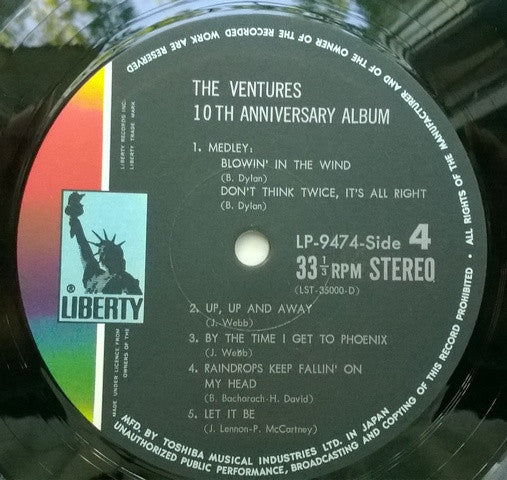 THE VENTURES
10TH ANNIVERSARY ALBUM
1. MEDLEY:
BLOWIN' IN THE WIND
(B. Dylan)
DON'T THINK TWICE, IT'S ALL RIGHT
(B. Dylan)
LP-9474-Side 4
33 1/3 RPM STEREO
(LST-35000-D)
2. UP, UP AND AWAY
(J. Webb)
3. BY THE TIME I GET TO PHOENIX
(J. Webb)
4. RAINDROPS KEEP FALLIN' ON
MY HEAD
(B. Bacharach-H. David)
5. LET IT BE
(J. Lennon-P. McCartney)
® LIBERTY
LIBERTY RECORDS INC.
LIBERTY TRADE MARK
MADE UNDER LICENCE FROM
OWNERS OF THE
MFD. BY TOSHIBA MUSICAL INDUSTRIES LTD. IN JAPAN
• ALL RIGHTS OF THE MANUFACTURER AND OF THE OWNER OF THE RECORDED WORK ARE RESERVED
UNAUTHORIZED PUBLIC PERFORMANCE, BROADCASTING AND COPYING OF THIS RECORD PROHIBITED